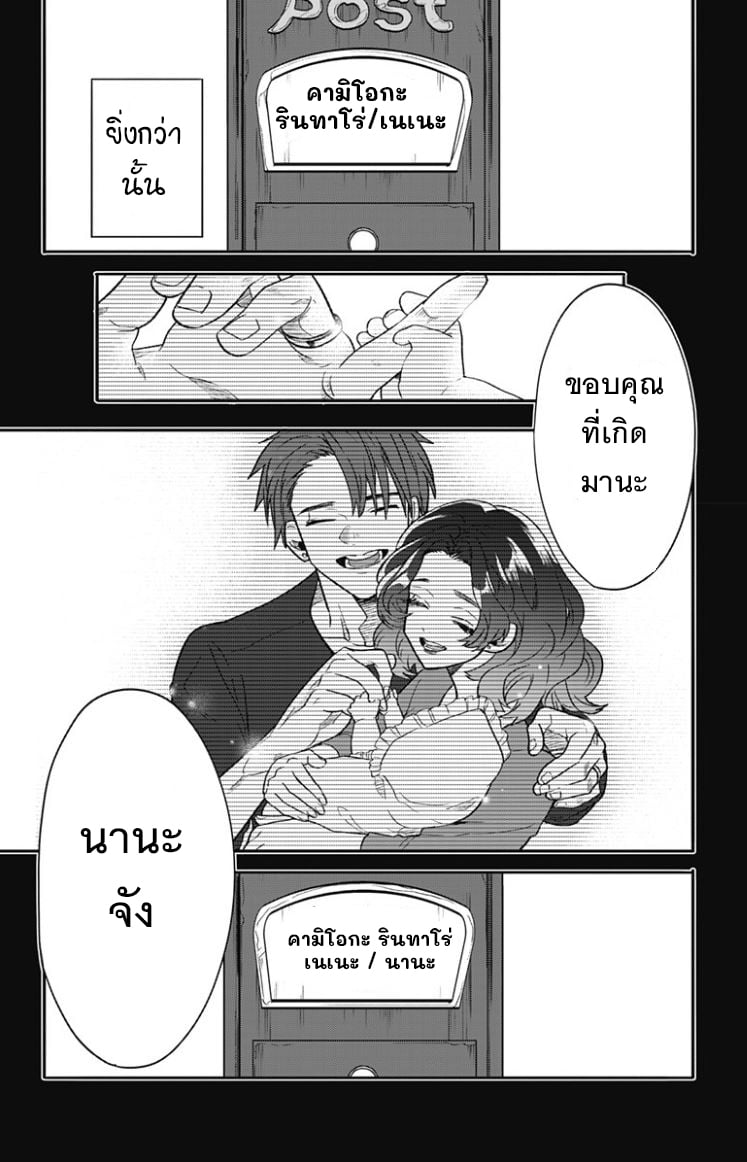 Post
คามิโอกะ
รินทาโร่/เนเนะ
ยิ่งกว่า
นั้น
ขอบคุณ
ที่เกิด
มานะ
นานะ
จัง
คามิโอกะ รินทาโร่
เนเนะ / นานะ